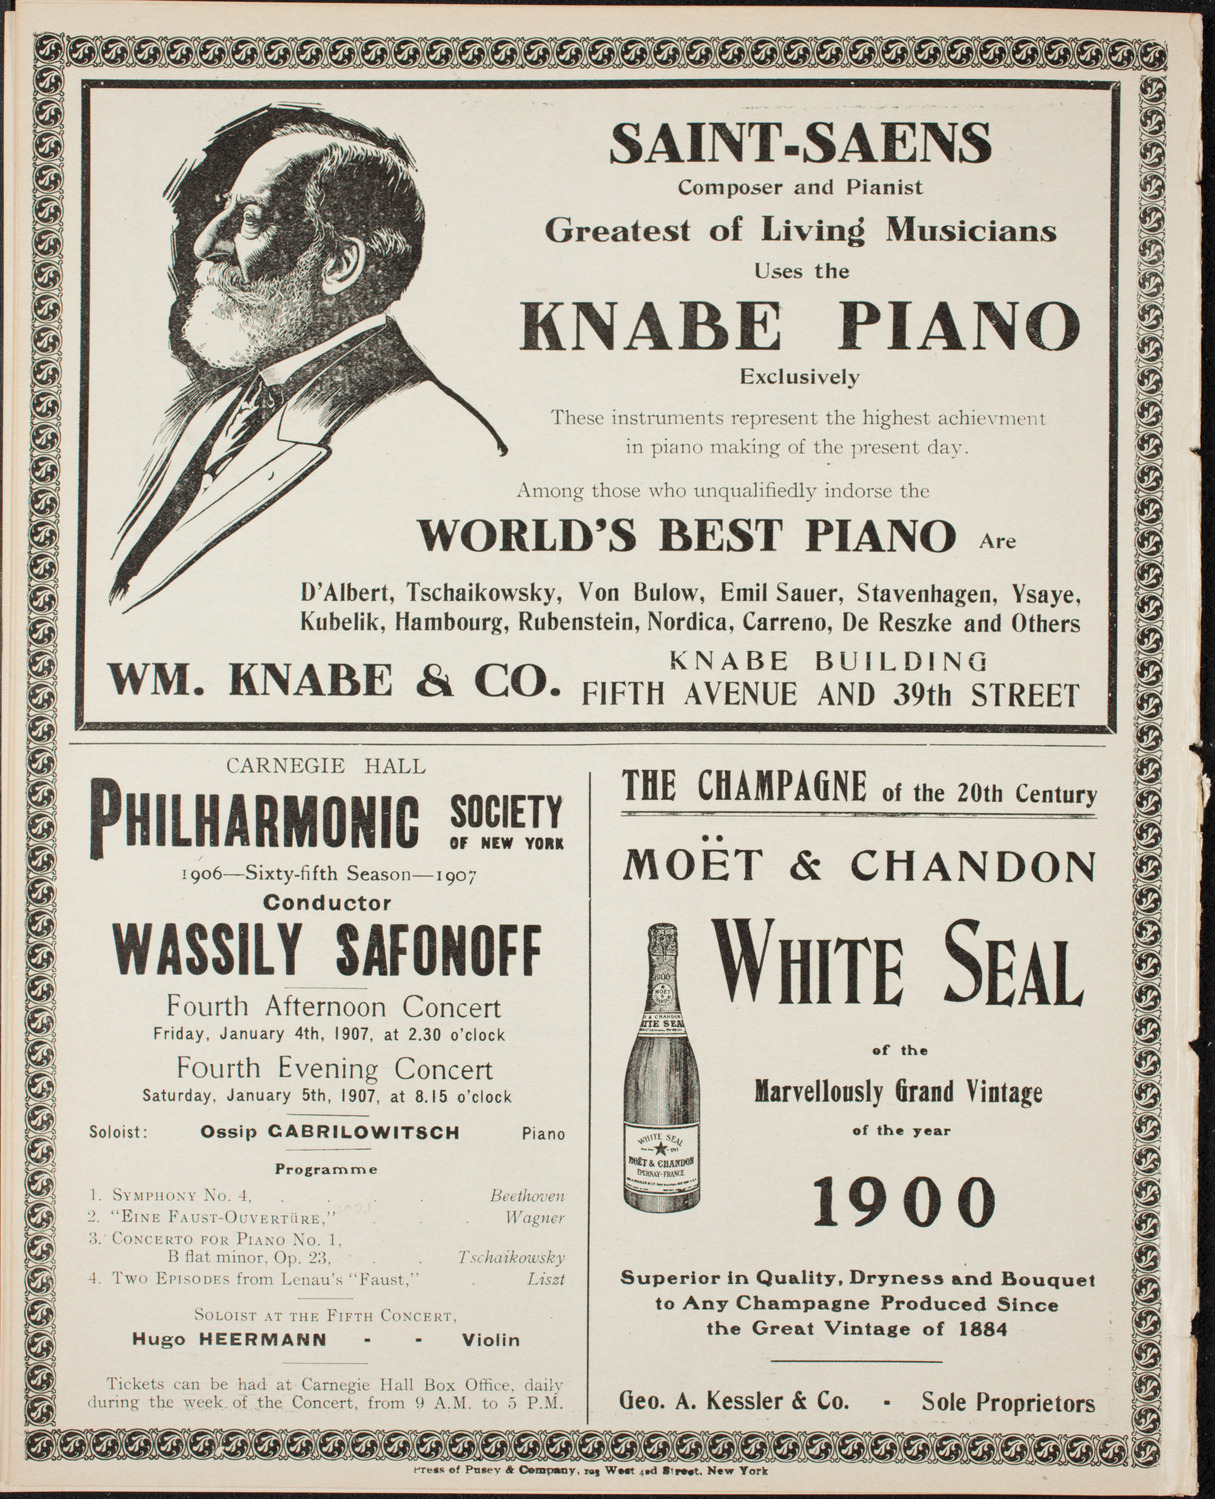 SAINT-SAENS
Composer and Pianist
Greatest of Living Musicians
Uses the
KNABE PIANO
Exclusively
These instruments represent the highest achievment
in piano making of the present day.
Among those who unqualifiedly indorse the
WORLD'S BEST PIANO Are
D'Albert, Tschaikowsky, Von Bulow, Emil Sauer, Stavenhagen, Ysaye,
Kubelik, Hambourg, Rubenstein, Nordica, Carreno, De Reszke and Others
WM. KNABE & CO.
KNABE BUILDING
FIFTH AVENUE AND 39th STREET
CARNEGIE HALL
PHILHARMONIC SOCIETY
OF NEW YORK
1906—Sixty-fifth Season—1907
Conductor
WASSILY SAFONOFF
Fourth Afternoon Concert
Friday, January 4th, 1907, at 2.30 o'clock
Fourth Evening Concert
Saturday, January 5th, 1907, at 8.15 o'clock
Soloist: Ossip GABRILOWITSCH Piano
Programme
1. SYMPHONY No. 4, . . . . Beethoven
2. "EINE FAUST-OUVERTÜRE," . . . Wagner
3. CONCERTO FOR PIANO No. 1,
B flat minor, Op. 23, . . Tschaikowsky
4. TWO EPISODES from Lenau's "Faust," . Liszt
SOLOIST AT THE FIFTH CONCERT,
Hugo HEERMANN - - Violin
Tickets can be had at Carnegie Hall Box Office, daily
during the week of the Concert, from 9 A.M. to 5 P.M.
THE CHAMPAGNE of the 20th Century
MOËT & CHANDON
WHITE SEAL
of the
Marvellously Grand Vintage
of the year
1900
WHITE SEAL
MOËT & CHANDON
EPERNAY-FRANCE
Superior in Quality, Dryness and Bouquet
to Any Champagne Produced Since
the Great Vintage of 1884
Geo. A. Kessler & Co. - Sole Proprietors
Press of Pusey & Company, 103 West 42d Street, New York